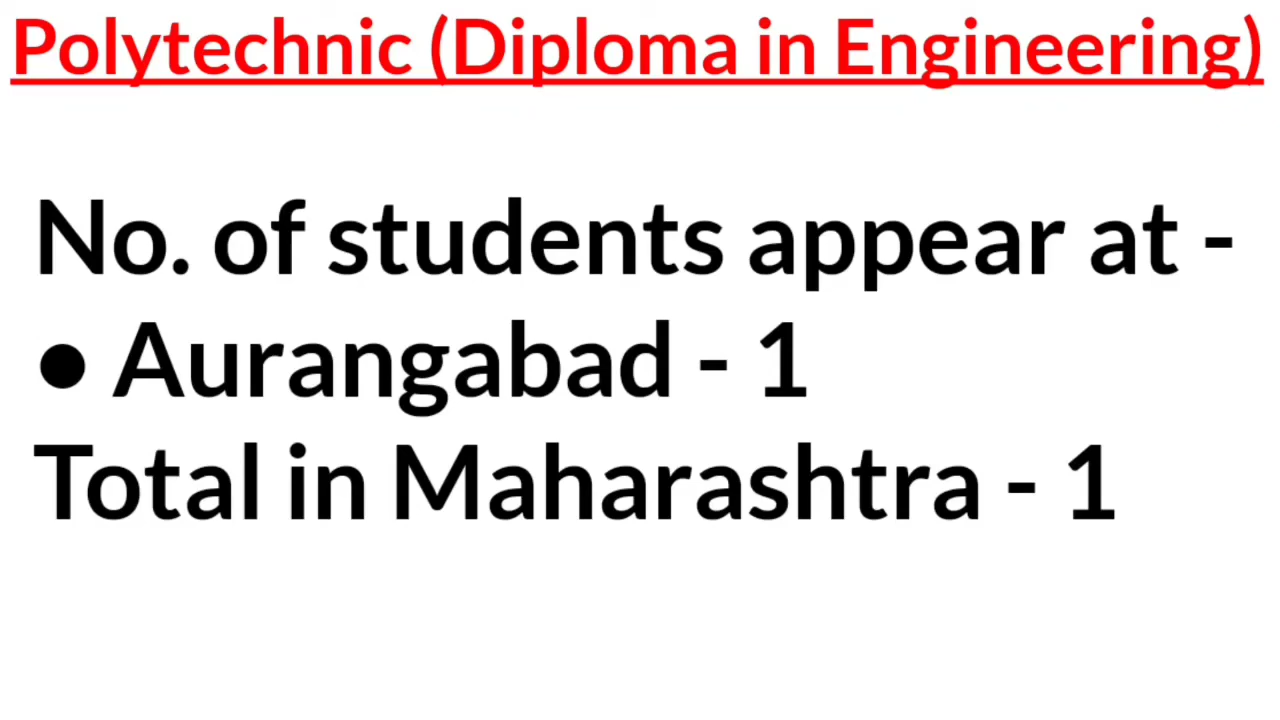 Polytechnic (Diploma in Engineering)
No. of students appear at -
● Aurangabad - 1
Total in Maharashtra - 1